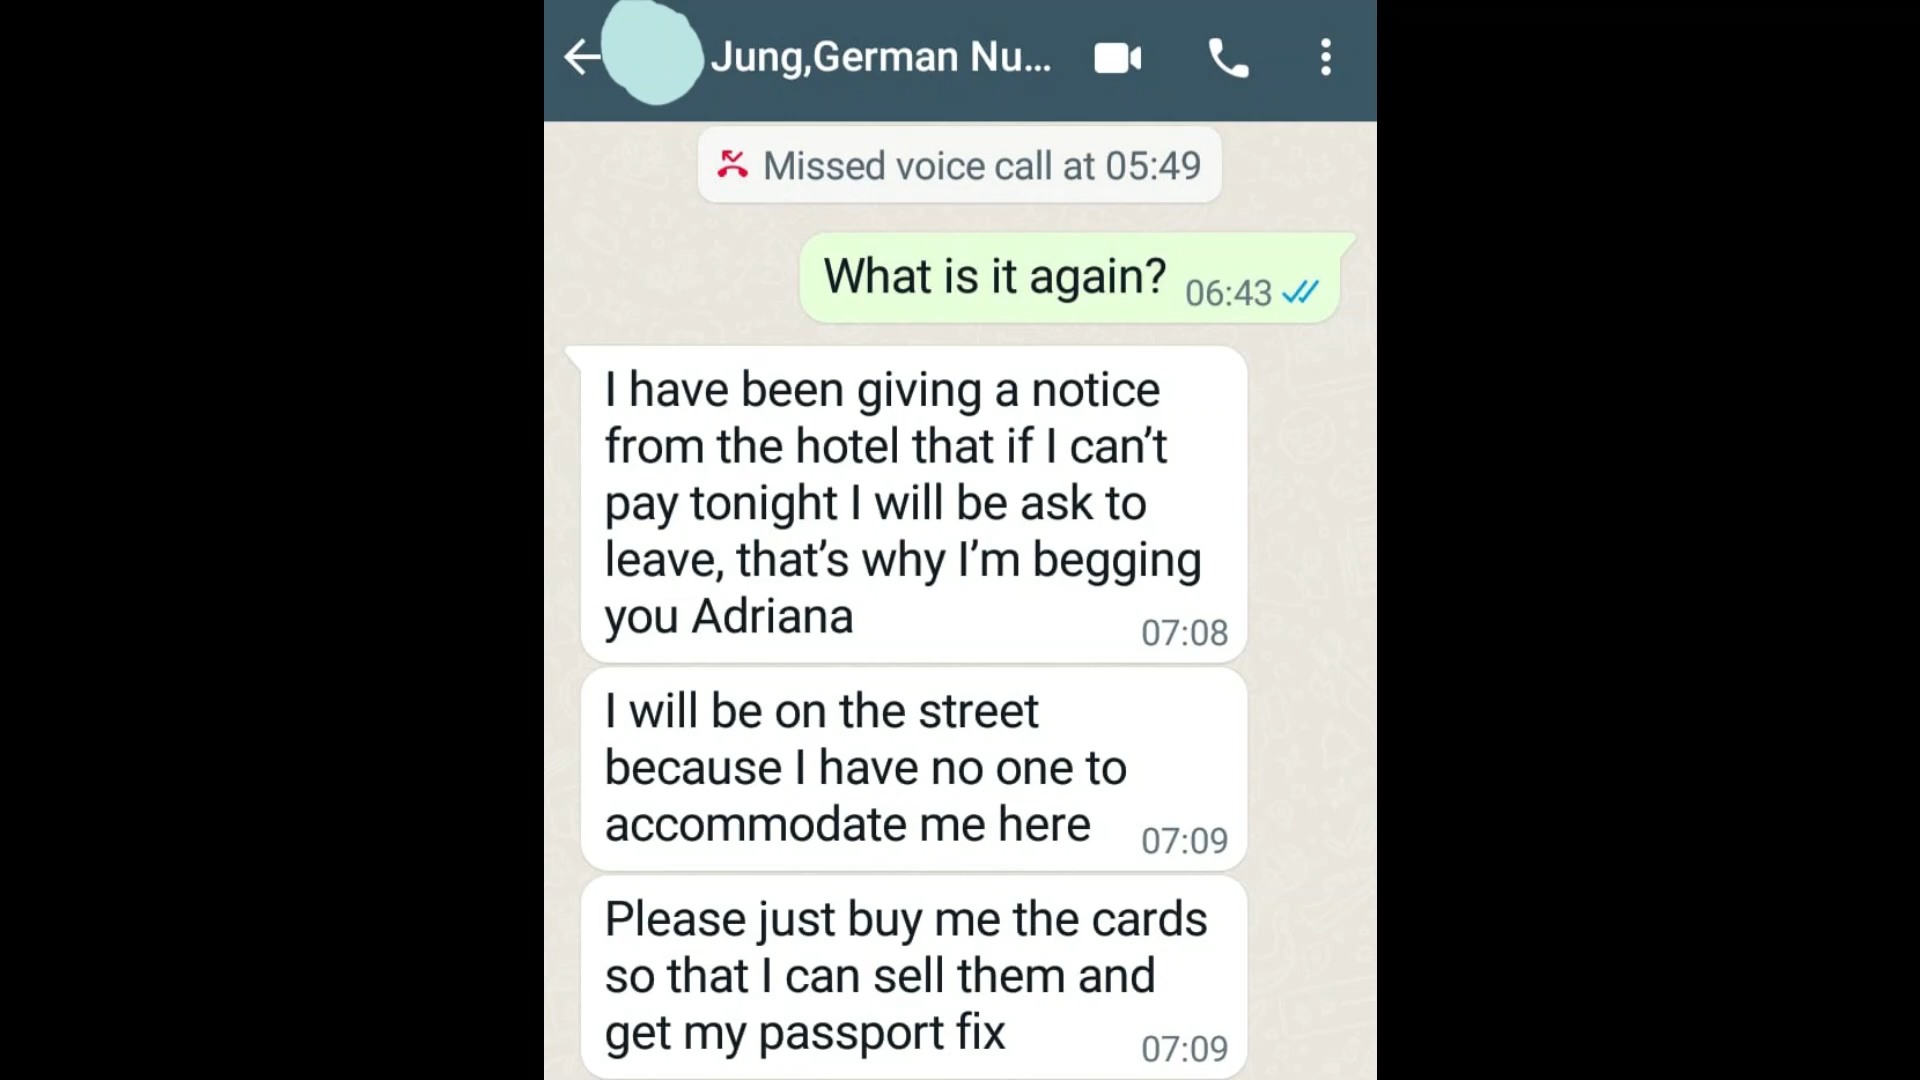 Jung,German Nu...
Missed voice call at 05:49
What is it again? 06:43
I have been giving a notice
from the hotel that if I can't
pay tonight I will be ask to
leave, that's why I'm begging
you Adriana 07:08
I will be on the street
because I have no one to
accommodate me here 07:09
Please just buy me the cards
so that I can sell them and
get my passport fix 07:09